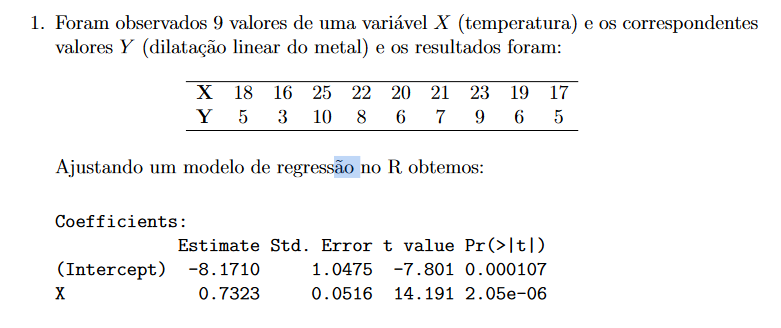 1. Foram observados 9 valores de uma variável X (temperatura) e os correspondentes
valores Y (dilatação linear do metal) e os resultados foram:
X 18 16 25 22 20 21 23 19 17
Y 5 3 10 8 6 7 9 6 5
Ajustando um modelo de regressão no R obtemos:
Coefficients:
Estimate Std. Error t value Pr(>|t|)
(Intercept) -8.1710 1.0475 -7.801 0.000107
X 0.7323 0.0516 14.191 2.05e-06